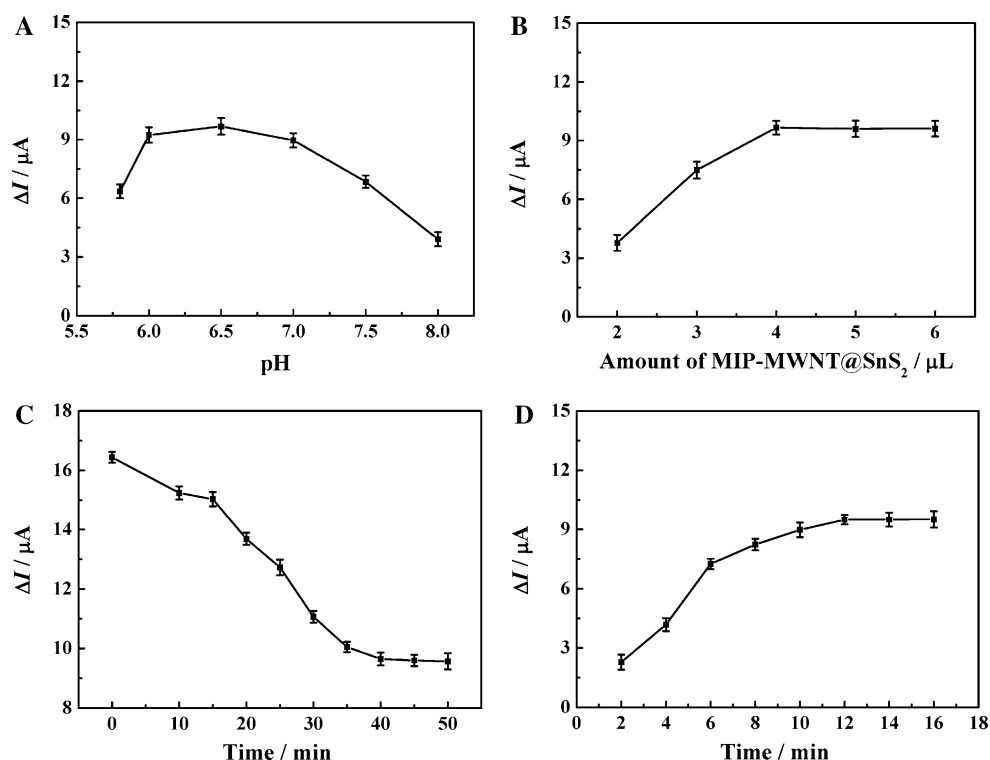 A
15
12
9
6
3
0
ΔI / μA
5.5 6.0 6.5 7.0 7.5 8.0
pH
B
15
12
9
6
3
0
ΔI / μA
2 3 4 5 6
Amount of MIP-MWNT@SnS₂ / μL
C
18
16
14
12
10
8
ΔI / μA
0 10 20 30 40 50
Time / min
D
15
12
9
6
3
0
ΔI / μA
0 2 4 6 8 10 12 14 16 18
Time / min